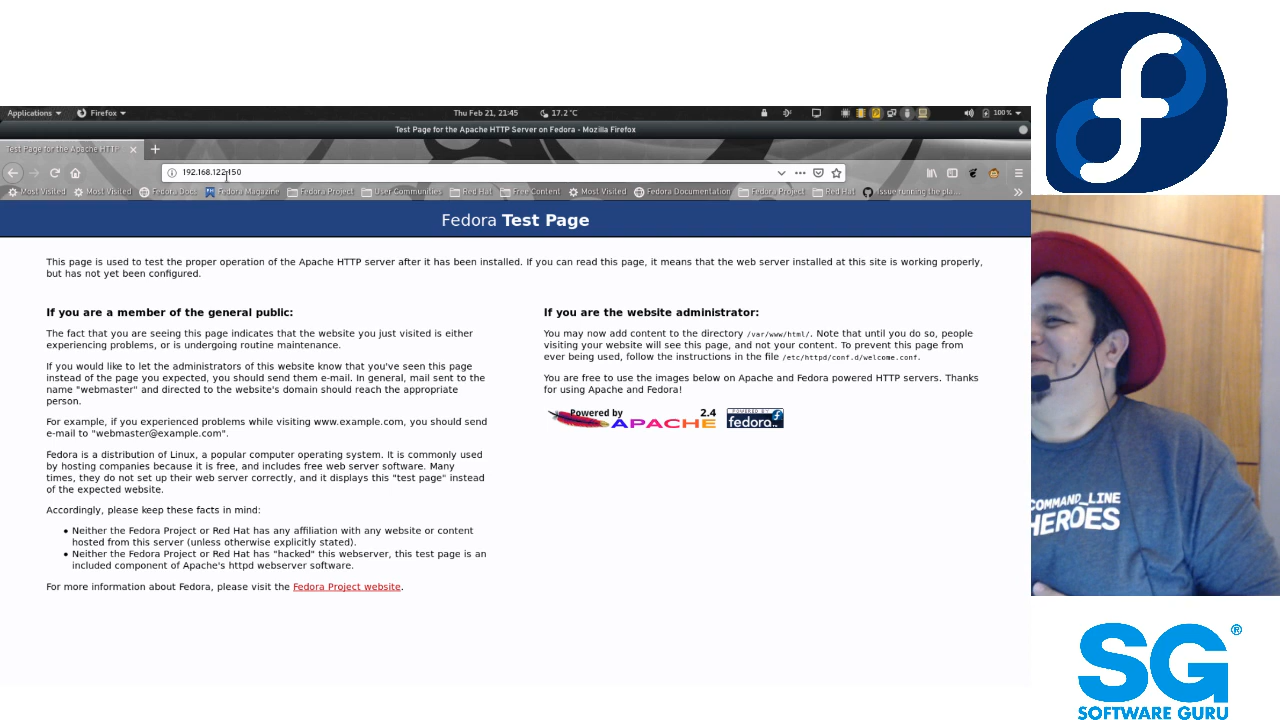 Applications
Firefox
Thu Feb 21, 21:45
17.2°C
100%
Test Page for the Apache HTTP Server on Fedora - Mozilla Firefox
Test Page for the Apache HTTP
192.168.122.150
Most Visited
Most Visited
Fedora Docs
Fedora Magazine
Fedora Project
User Communities
Red Hat
Free Content
Most Visited
Fedora Documentation
Fedora Project
Red Hat
Issue running the pla...
Fedora Test Page
This page is used to test the proper operation of the Apache HTTP server after it has been installed. If you can read this page, it means that the web server installed at this site is working properly,
but has not yet been configured.
If you are a member of the general public:
The fact that you are seeing this page indicates that the website you just visited is either
experiencing problems, or is undergoing routine maintenance.
If you would like to let the administrators of this website know that you've seen this page
instead of the page you expected, you should send them e-mail. In general, mail sent to the
name "webmaster" and directed to the website's domain should reach the appropriate
person.
For example, if you experienced problems while visiting www.example.com, you should send
e-mail to "webmaster@example.com".
Fedora is a distribution of Linux, a popular computer operating system. It is commonly used
by hosting companies because it is free, and includes free web server software. Many
times, they do not set up their web server correctly, and it displays this "test page" instead
of the expected website.
Accordingly, please keep these facts in mind:
• Neither the Fedora Project or Red Hat has any affiliation with any website or content
hosted from this server (unless otherwise explicitly stated).
• Neither the Fedora Project or Red Hat has "hacked" this webserver, this test page is an
included component of Apache's httpd webserver software.
For more information about Fedora, please visit the Fedora Project website.
If you are the website administrator:
You may now add content to the directory /var/www/html/. Note that until you do so, people
visiting your website will see this page, and not your content. To prevent this page from
ever being used, follow the instructions in the file /etc/httpd/conf.d/welcome.conf.
You are free to use the images below on Apache and Fedora powered HTTP servers. Thanks
for using Apache and Fedora!
Powered by 2.4
APACHE
POWERED BY
fedora
COMMAND_LINE
HEROES
SG®
SOFTWARE GURU